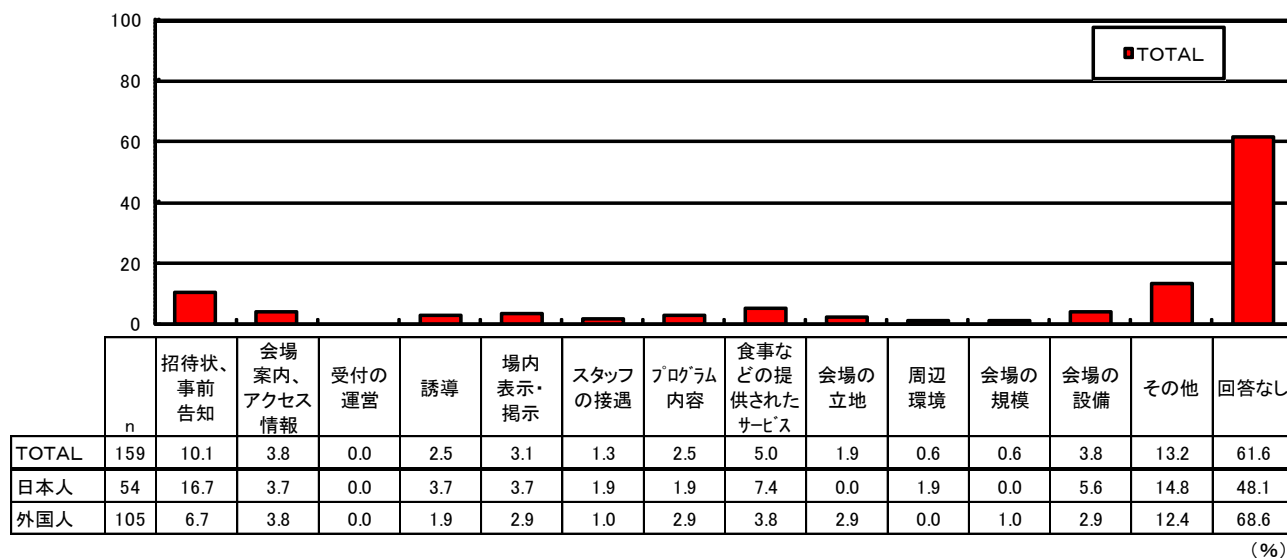 100
80
60
40
20
0
TOTAL
n
招待状、
事前
告知
会場
案内、
アクセス
情報
受付の
運営
誘導
場内
表示・
掲示
スタッフ
の接遇
プログラム
内容
食事な
どの提
供された
サービス
会場の
立地
周辺
環境
会場の
規模
会場の
設備
その他
回答なし
TOTAL 159 10.1 3.8 0.0 2.5 3.1 1.3 2.5 5.0 1.9 0.6 0.6 3.8 13.2 61.6
日本人 54 16.7 3.7 0.0 3.7 3.7 1.9 1.9 7.4 0.0 1.9 0.0 5.6 14.8 48.1
外国人 105 6.7 3.8 0.0 1.9 2.9 1.0 2.9 3.8 2.9 0.0 1.0 2.9 12.4 68.6
(%)